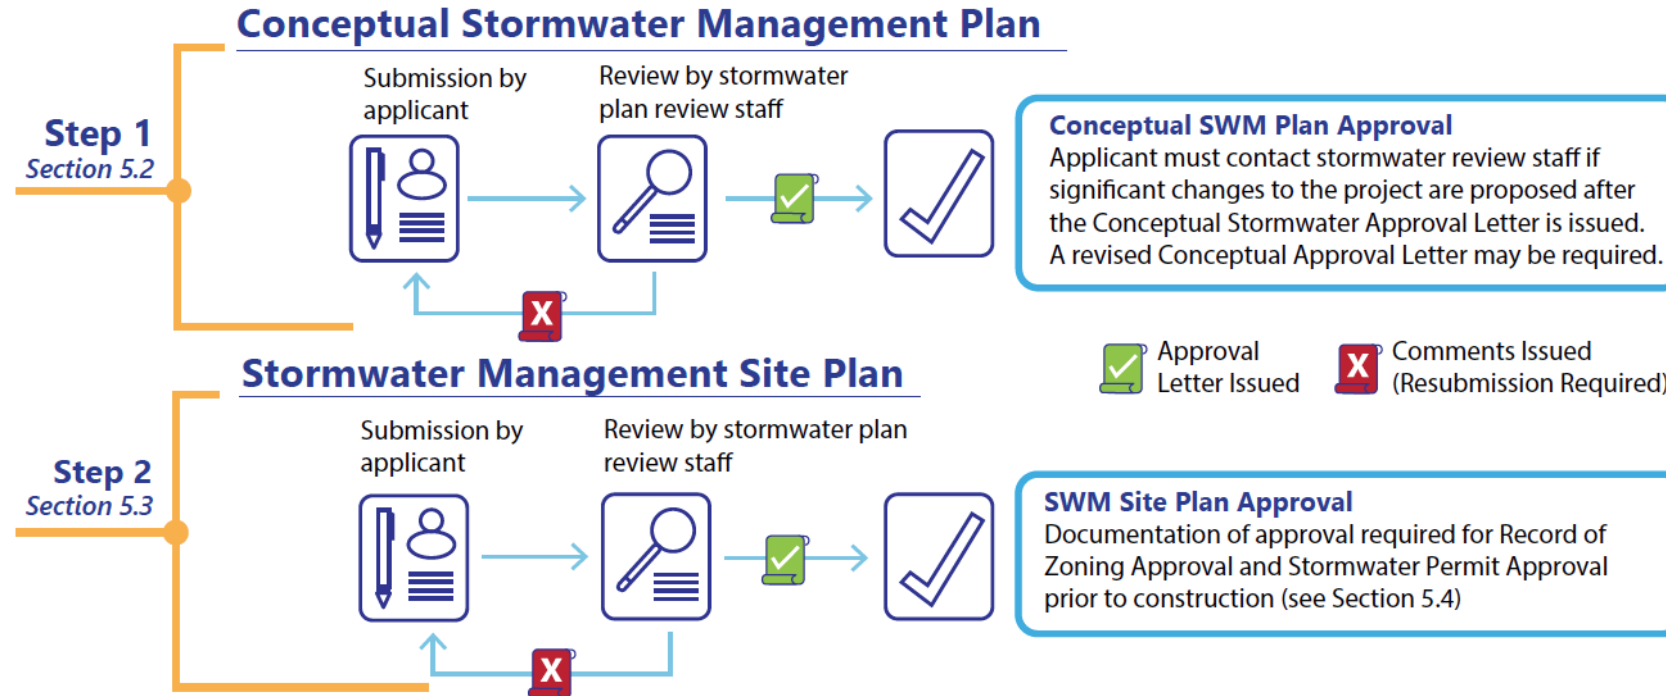 Conceptual Stormwater Management Plan
Submission by
applicant
Review by stormwater
plan review staff
Step 1
Section 5.2
Conceptual SWM Plan Approval
Applicant must contact stormwater review staff if
significant changes to the project are proposed after
the Conceptual Stormwater Approval Letter is issued.
A revised Conceptual Approval Letter may be required.
X
Approval
Letter Issued
X
Comments Issued
(Resubmission Required)
Stormwater Management Site Plan
Submission by
applicant
Review by stormwater plan
review staff
Step 2
Section 5.3
SWM Site Plan Approval
Documentation of approval required for Record of
Zoning Approval and Stormwater Permit Approval
prior to construction (see Section 5.4)
X